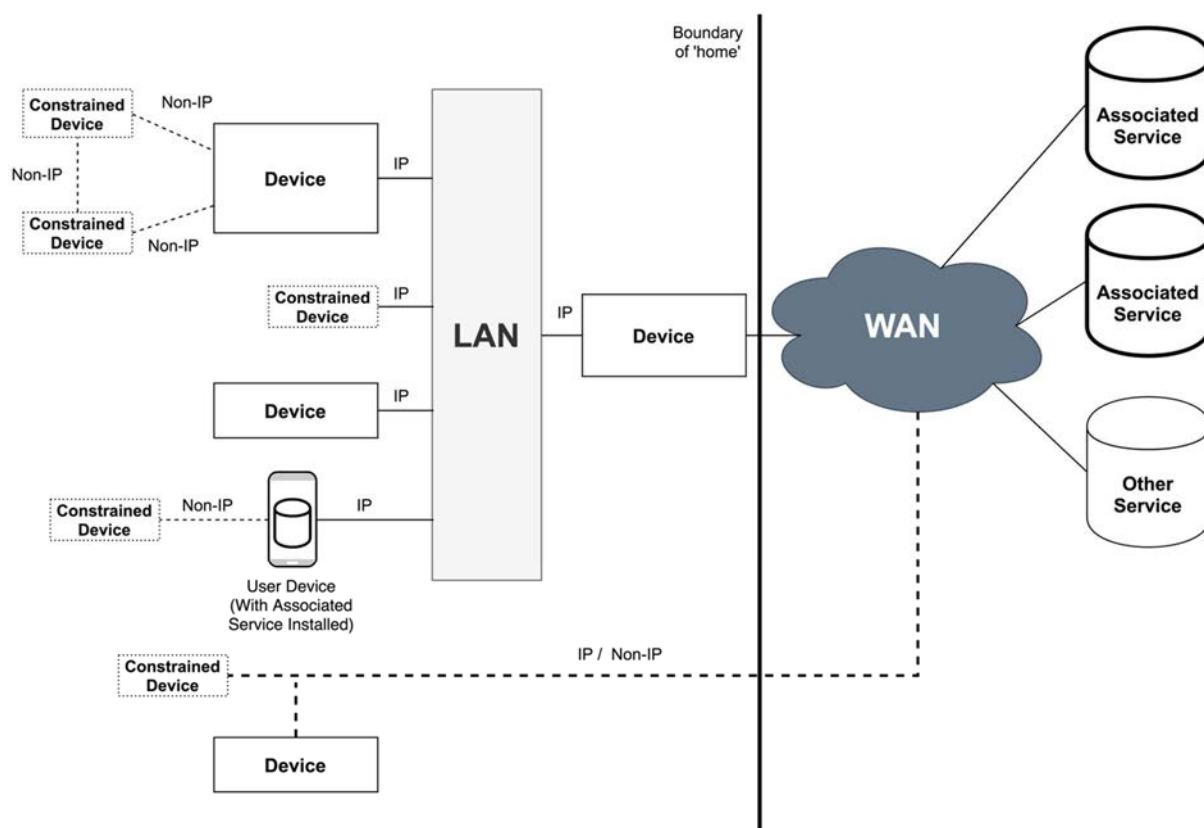 Boundary
of 'home'
Constrained
Device
Non-IP
Non-IP
Constrained
Device
Non-IP
Device
IP
Constrained
Device
IP
Device
IP
Constrained
Device
Non-IP
IP
User Device
(With Associated
Service Installed)
LAN
IP
Device
WAN
Associated
Service
Associated
Service
Other
Service
Constrained
Device
IP / Non-IP
Device